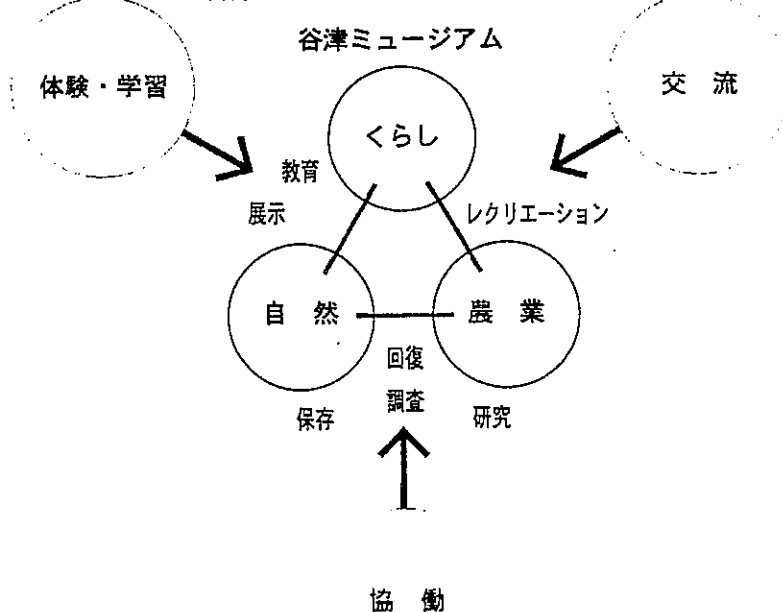 谷津ミュージアム
体験・学習
交 流
くらし
教育
展示
レクリエーション
自 然
農 業
回復
調査
保存
研究
協 働